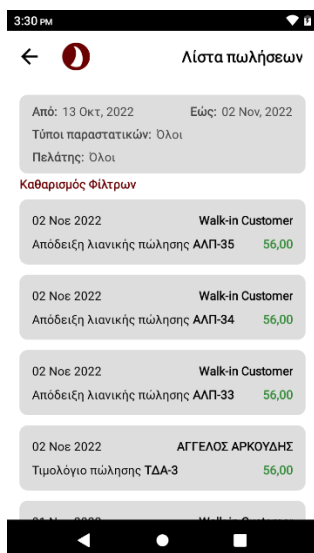 3:30 PM
Λίστα πωλήσεων
Από: 13 Οκτ, 2022 Εώς: 02 Nov, 2022
Τύποι παραστατικών: Όλοι
Πελάτης: Όλοι
Καθαρισμός Φίλτρων
02 Νοε 2022 Walk-in Customer
Απόδειξη λιανικής πώλησης ΑΛΠ-35 56,00
02 Νοε 2022 Walk-in Customer
Απόδειξη λιανικής πώλησης ΑΛΠ-34 56,00
02 Νοε 2022 Walk-in Customer
Απόδειξη λιανικής πώλησης ΑΛΠ-33 56,00
02 Νοε 2022 ΑΓΓΕΛΟΣ ΑΡΚΟΥΔΗΣ
Τιμολόγιο πώλησης ΤΔΑ-3 56,00